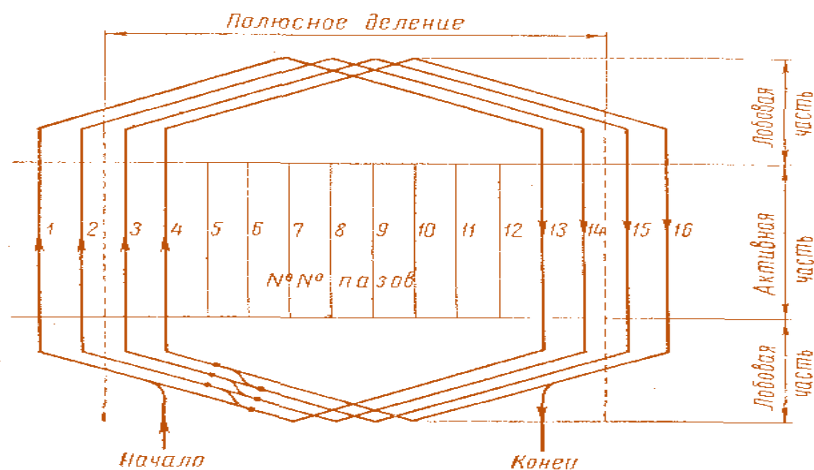 Полюсное деление
Лобовая
часть
1 2 3 4 5 6 7 8 9 10 11 12 13 14 15 16
№№ пазов
Активная
часть
Лобовая
часть
Начало
Конец